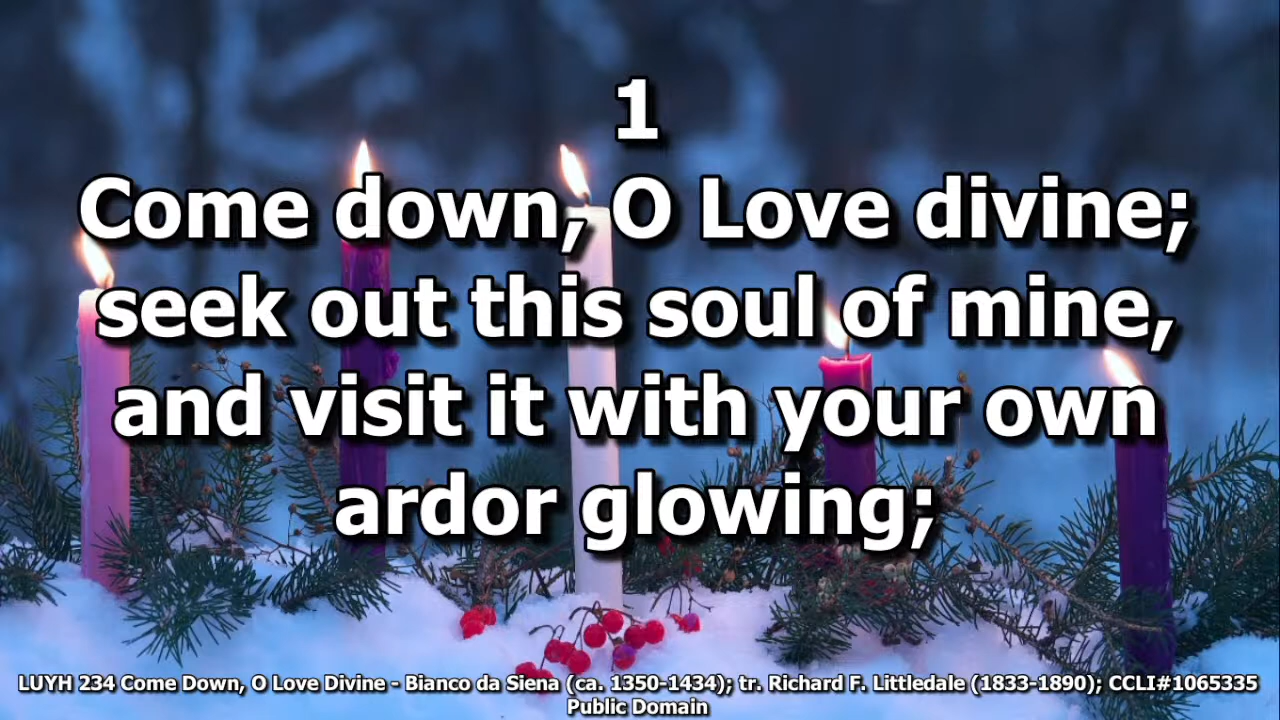 1
Come down, O Love divine;
seek out this soul of mine,
and visit it with your own
ardor glowing;
LUYH 234 Come Down, O Love Divine - Bianco da Siena (ca. 1350-1434); tr. Richard F. Littledale (1833-1890); CCLI#1065335
Public Domain